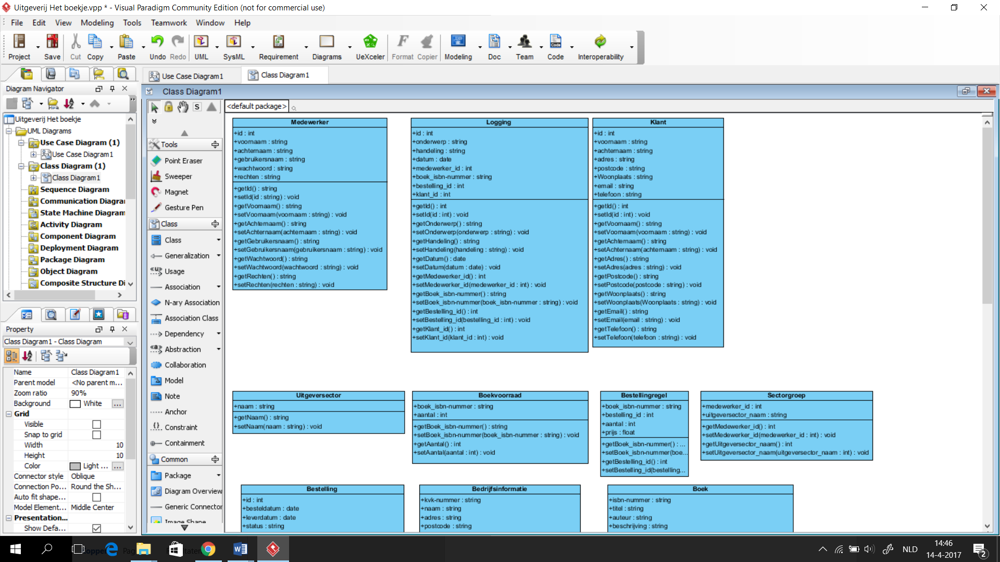 Uitgeverij Het boekje.vpp * - Visual Paradigm Community Edition (not for commercial use)
File Edit View Modeling Tools Teamwork Window Help
Project Save Cut Copy Paste Undo Redo UML SysML Requirement Diagrams UeXceler Format Copier Modeling Doc Team Code Interoperability
Use Case Diagram1
Class Diagram1
Diagram Navigator
Uitgeverij Het boekje
UML Diagrams
Use Case Diagram (1)
Use Case Diagram1
Class Diagram (1)
Class Diagram1
Sequence Diagram
Communication Diagra
State Machine Diagram
Activity Diagram
Component Diagram
Deployment Diagram
Package Diagram
Object Diagram
Composite Structure Di
Property
Class Diagram1 - Class Diagram
Name Class Diagram1
Parent model <No parent m...
Zoom ratio 90%
Background White ...
Grid
Visible
Snap to grid
Width 10
Height 10
Color Light ... ...
Connector style Oblique
Connection Po... Round the Sh...
Auto fit shape...
Model Element... Middle Center
Presentation...
Show Defa...
Class Diagram1
S
<default package>
Tools
Point Eraser
Sweeper
Magnet
Gesture Pen
Class
Class
Generalization
Usage
Association
N-ary Association
Association Class
Dependency
Abstraction
Collaboration
Model
Note
Anchor
Constraint
Containment
Common
Package
Diagram Overview
Generic Connector
Image Shape
Medewerker
+id : int
+voornaam : string
+achternaam : string
+gebruikersnaam : string
+wachtwoord : string
+rechten : string
+getId() : string
+setId(id : string) : void
+getVoornaam() : string
+setVoornaam(voornaam : string) : void
+getAchternaam() : string
+setAchternaam(achternaam : string) : void
+getGebruikersnaam() : string
+setGebruikersnaam(gebruikersnaam : string) : void
+getWachtwoord() : string
+setWachtwoord(wachtwoord : string) : void
+getRechten() : string
+setRechten(rechten : string) : void
Logging
+id : int
+onderwerp : string
+handeling : string
+datum : date
+medewerker_id : int
+boek_isbn-nummer : string
+bestelling_id : int
+klant_id : int
+getId() : int
+setId(id : int) : void
+getOnderwerp() : string
+setOnderwerp(onderwerp : string) : void
+getHandeling() : string
+setHandeling(handeling : string) : void
+getDatum() : date
+setDatum(datum : date) : void
+getMedewerker_id() : int
+setMedewerker_id(medewerker_id : int) : void
+getBoek_isbn-nummer() : string
+setBoek_isbn-nummer(boek_isbn-nummer : string) : void
+getBestelling_id() : int
+setBestelling_id(bestelling_id : int) : void
+getKlant_id() : int
+setKlant_id(klant_id : int) : void
Klant
+id : int
+voornaam : string
+achternaam : string
+adres : string
+postcode : string
+Woonplaats : string
+email : string
+telefoon : string
+getId() : int
+setId(id : int) : void
+getVoornaam() : string
+setVoornaam(voornaam : string) : void
+getAchternaam() : string
+setAchternaam(achternaam : string) : void
+getAdres() : string
+setAdres(adres : string) : void
+getPostcode() : string
+setPostcode(postcode : string) : void
+getWoonplaats() : string
+setWoonplaats(Woonplaats : string) : void
+getEmail() : string
+setEmail(email : string) : void
+getTelefoon() : string
+setTelefoon(telefoon : string) : void
Uitgeversector
+naam : string
+getNaam() : string
+setNaam(naam : string) : void
Boekvoorraad
+boek_isbn-nummer : string
+aantal : int
+getBoek_isbn-nummer() : string
+setBoek_isbn-nummer(boek_isbn-nummer : string) : void
+getAantal() : int
+setAantal(aantal : int) : void
Bestellingregel
+boek_isbn-nummer : string
+bestelling_id : int
+aantal : int
+prijs : float
+getBoek_isbn-nummer() : ...
+setBoek_isbn-nummer(boe...
+getBestelling_id() : int
+setBestelling_id(bestelling...
Sectorgroep
+medewerker_id : int
+uitgeversector_naam : string
+getMedewerker_id() : int
+setMedewerker_id(medewerker_id : int) : void
+getUitgeversector_naam() : int
+setUitgeversector_naam(uitgeversector_naam : int) : void
Bestelling
+id : int
+besteldatum : date
+leverdatum : date
+status : string
Bedrijfsinformatie
+kvk-nummer : string
+naam : string
+adres : string
+postcode : string
Boek
+isbn-nummer : string
+titel : string
+auteur : string
+beschrijving : string
NLD
14:46
14-4-2017
2